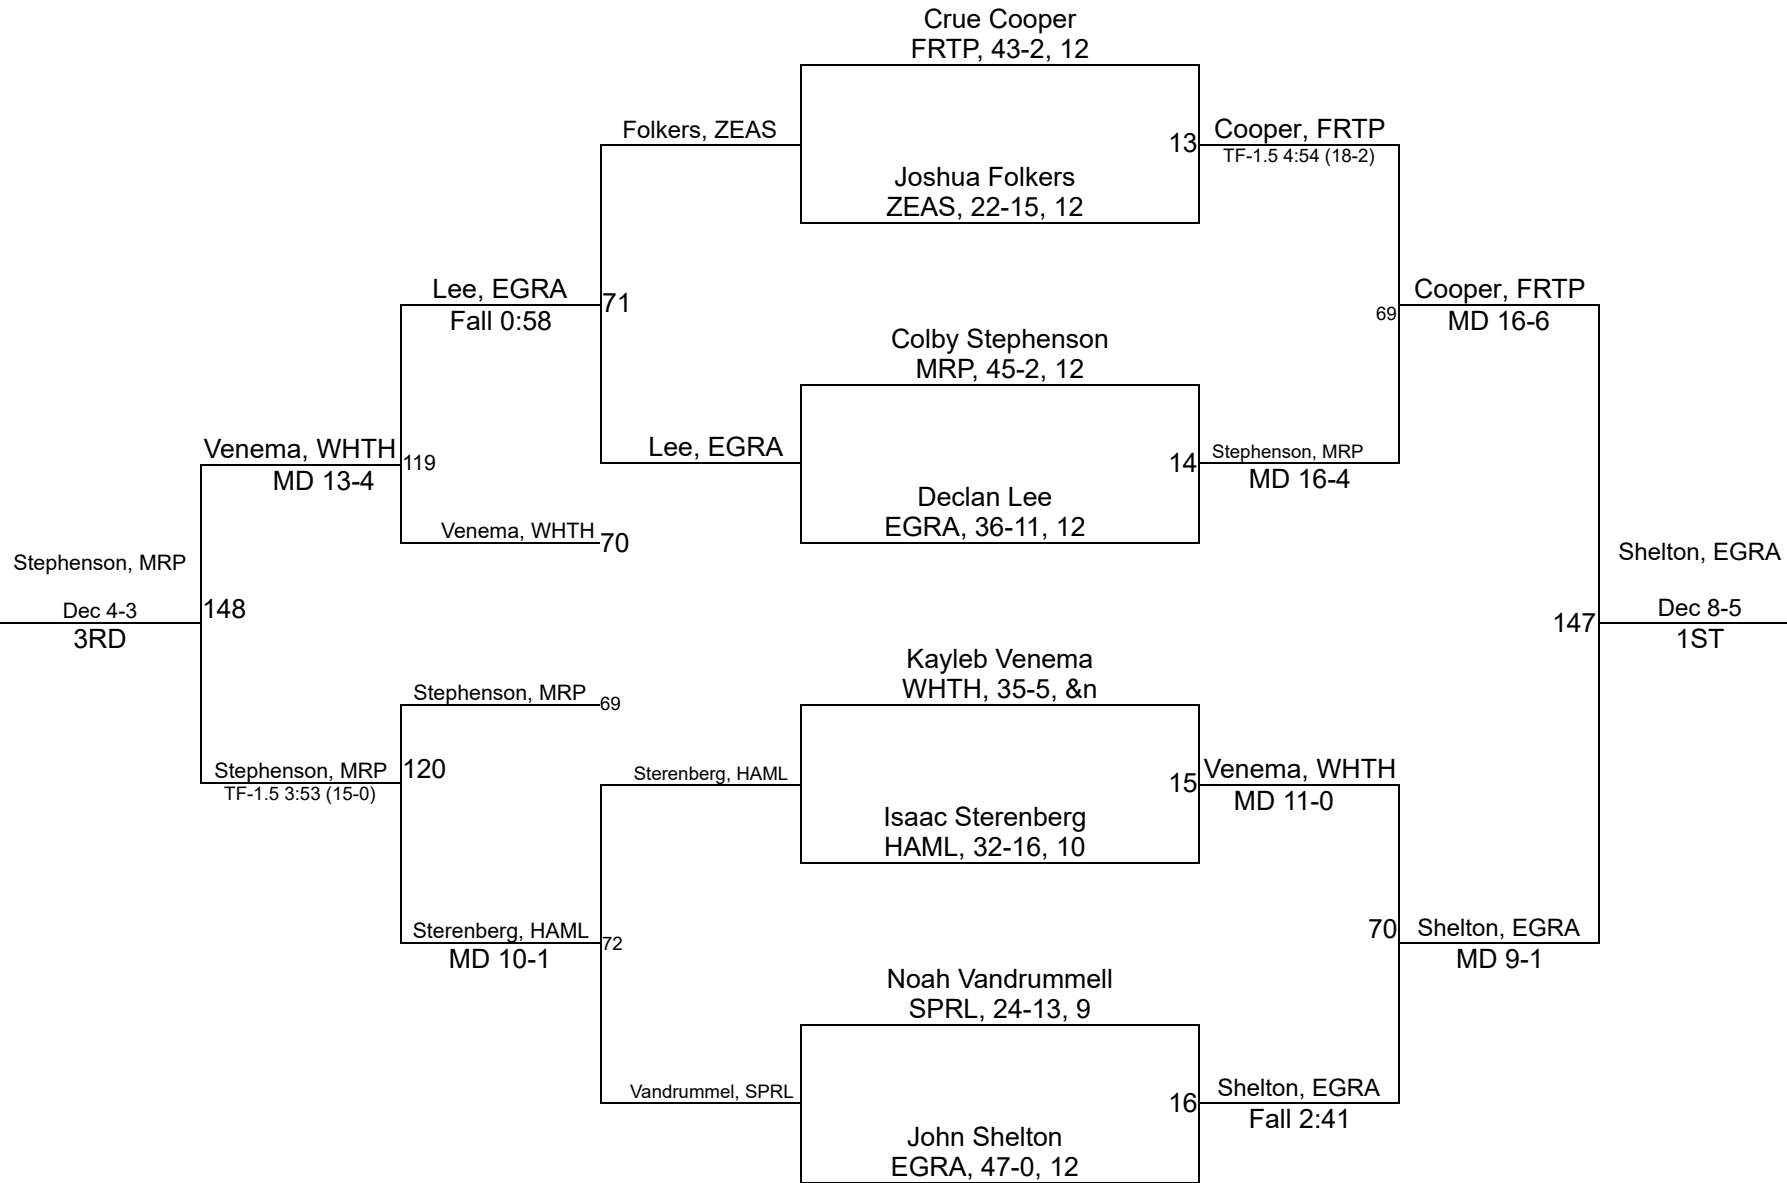 Crue Cooper
FRTP, 43-2, 12
Folkers, ZEAS
13
Cooper, FRTP
TF-1.5 4:54 (18-2)
Joshua Folkers
ZEAS, 22-15, 12
Lee, EGRA
Fall 0:58
71
69
Cooper, FRTP
MD 16-6
Colby Stephenson
MRP, 45-2, 12
Venema, WHTH
MD 13-4
119
Lee, EGRA
14
Stephenson, MRP
MD 16-4
Declan Lee
EGRA, 36-11, 12
Venema, WHTH
70
Stephenson, MRP
Dec 4-3
3RD
148
147
Shelton, EGRA
Dec 8-5
1ST
Kayleb Venema
WHTH, 35-5, &n
Stephenson, MRP
69
Stephenson, MRP
TF-1.5 3:53 (15-0)
120
Sterenberg, HAML
15
Venema, WHTH
MD 11-0
Isaac Sterenberg
HAML, 32-16, 10
Sterenberg, HAML
MD 10-1
72
70
Shelton, EGRA
MD 9-1
Noah Vandrummell
SPRL, 24-13, 9
Vandrummel, SPRL
16
Shelton, EGRA
Fall 2:41
John Shelton
EGRA, 47-0, 12